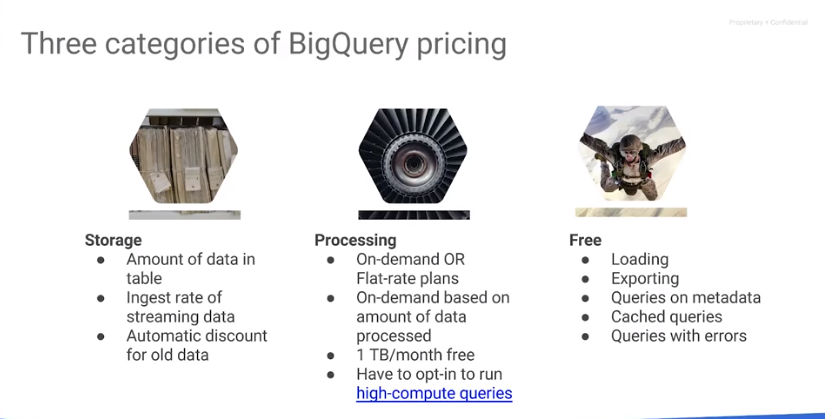 Proprietary + Confidential
Three categories of BigQuery pricing
Storage
● Amount of data in
table
● Ingest rate of
streaming data
● Automatic discount
for old data
Processing
● On-demand OR
Flat-rate plans
● On-demand based on
amount of data
processed
● 1 TB/month free
● Have to opt-in to run
high-compute queries
Free
● Loading
● Exporting
● Queries on metadata
● Cached queries
● Queries with errors